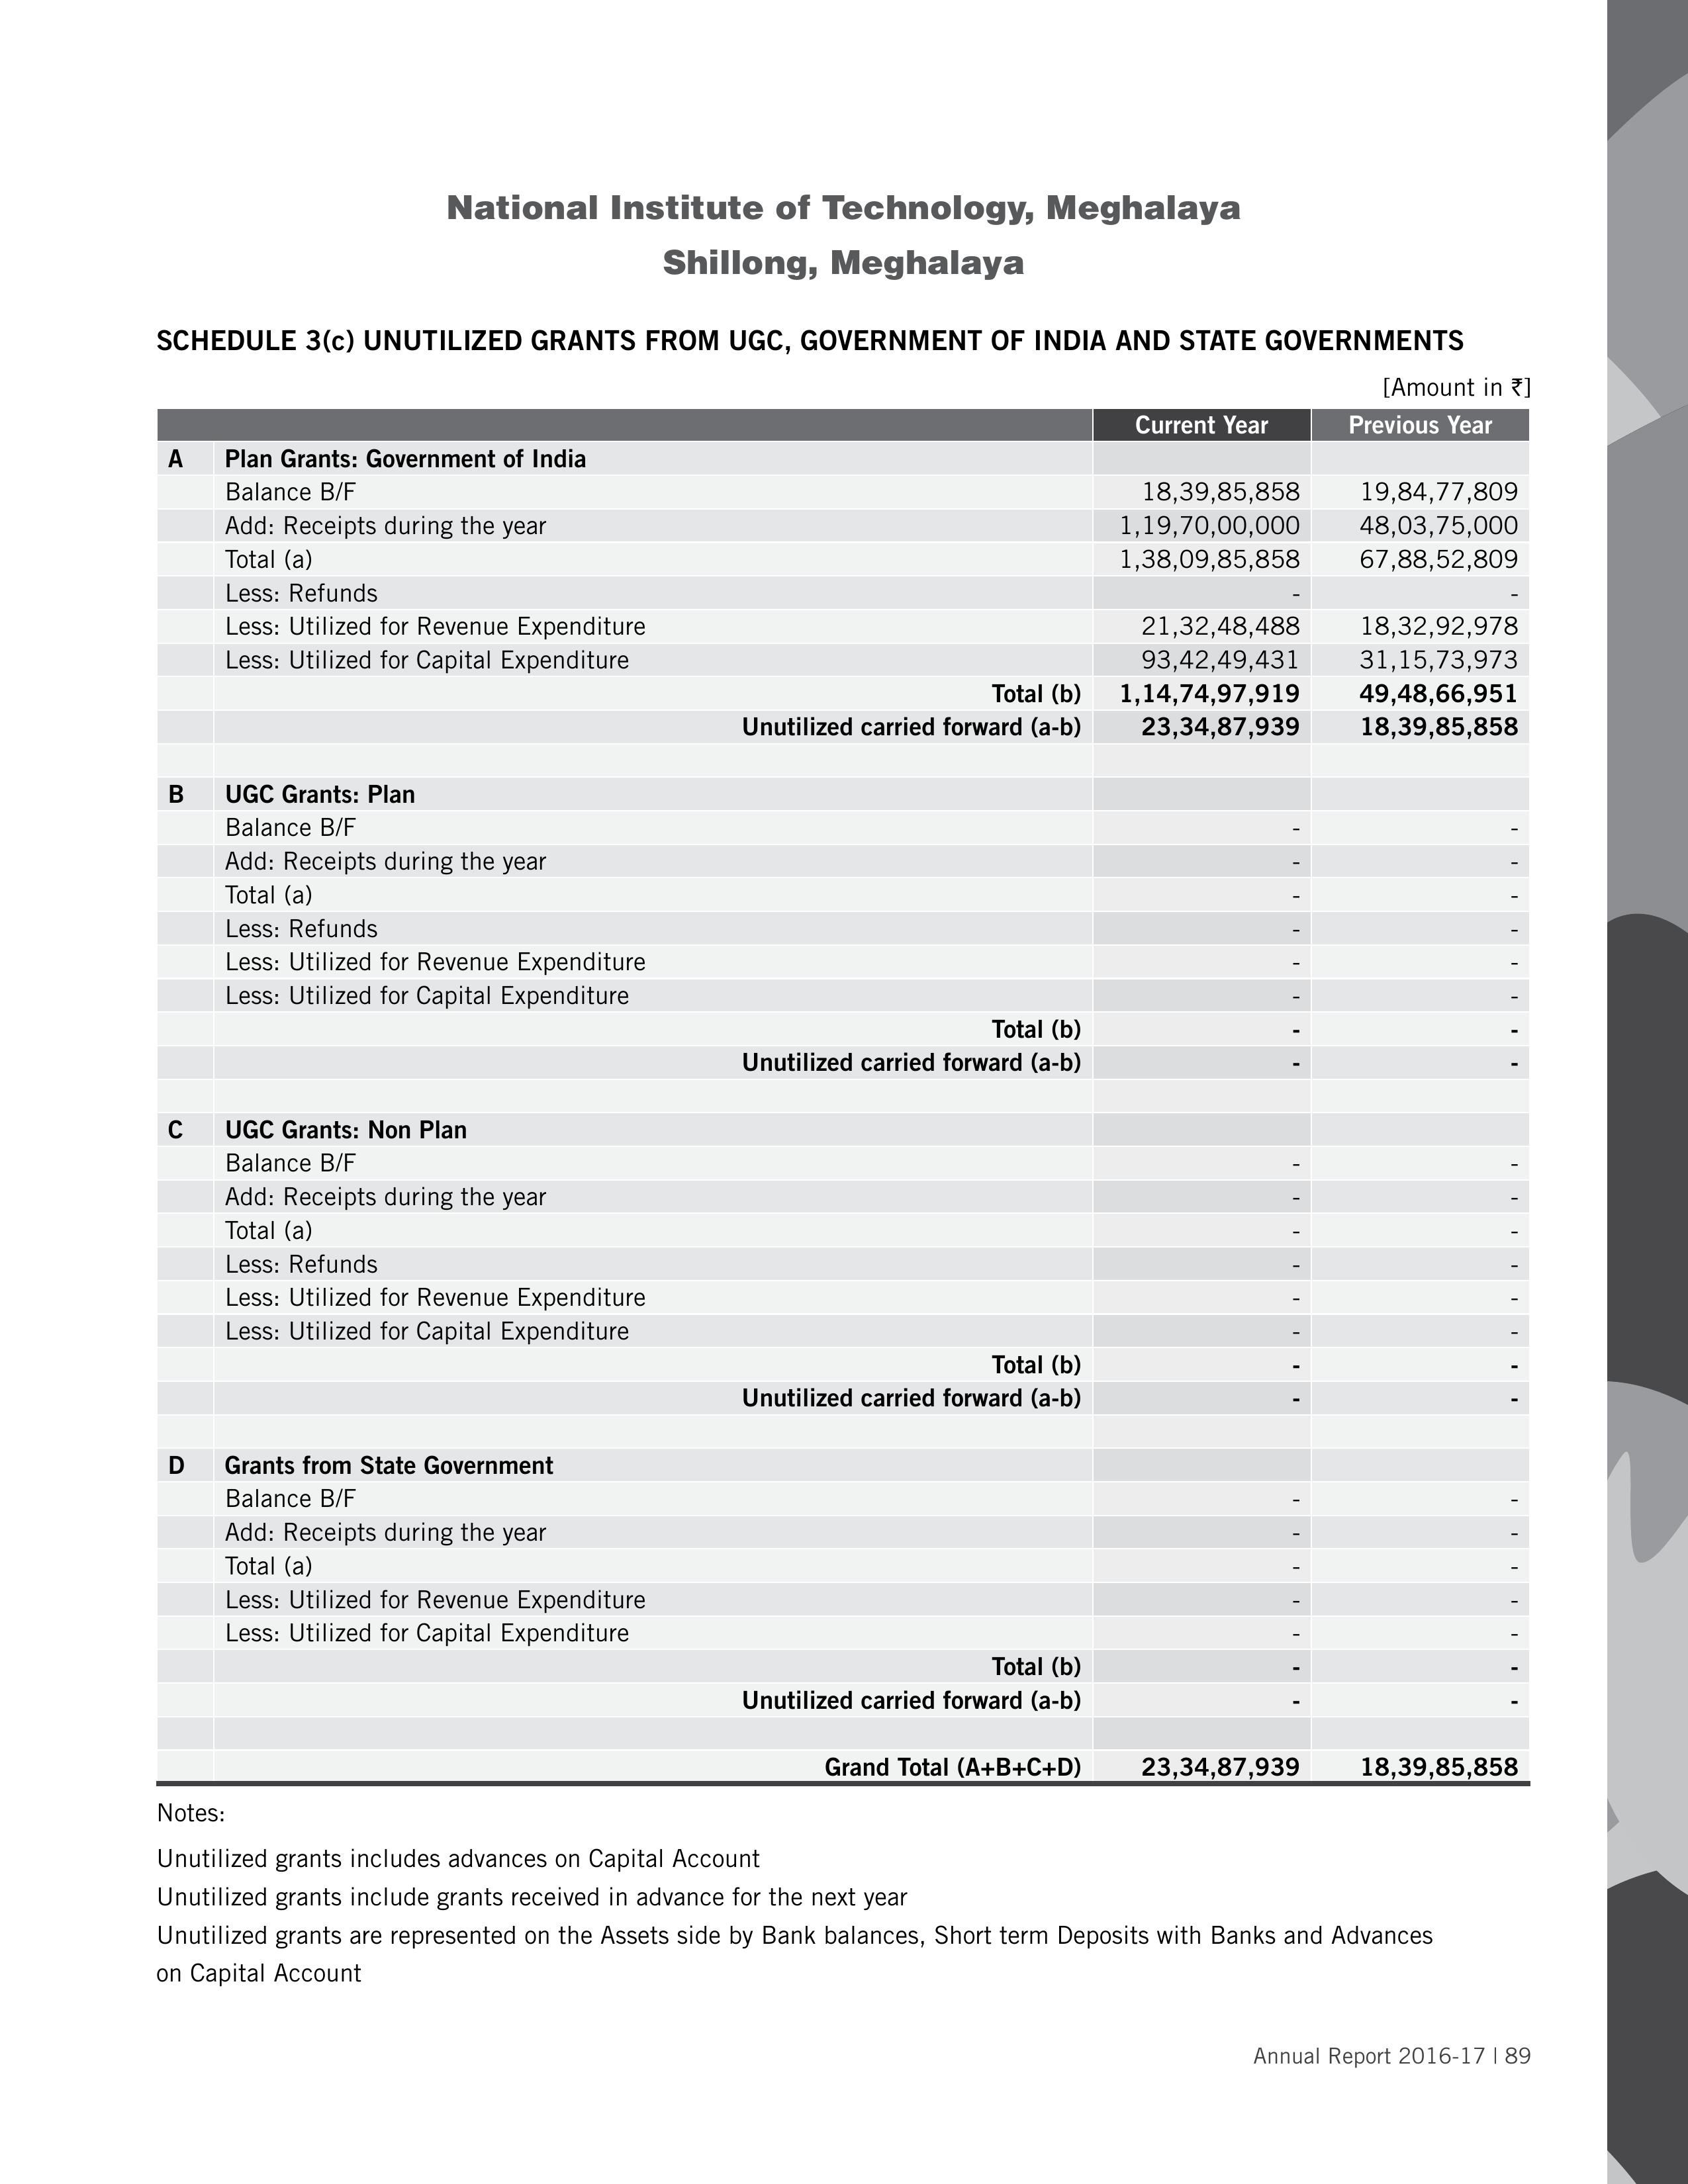 National Institute of Technology, Meghalaya
Shillong, Meghalaya
SCHEDULE 3(c) UNUTILIZED GRANTS FROM UGC, GOVERNMENT OF INDIA AND STATE GOVERNMENTS
[Amount in ₹]
Current Year Previous Year
A Plan Grants: Government of India
Balance B/F 18,39,85,858 19,84,77,809
Add: Receipts during the year 1,19,70,00,000 48,03,75,000
Total (a) 1,38,09,85,858 67,88,52,809
Less: Refunds - -
Less: Utilized for Revenue Expenditure 21,32,48,488 18,32,92,978
Less: Utilized for Capital Expenditure 93,42,49,431 31,15,73,973
Total (b) 1,14,74,97,919 49,48,66,951
Unutilized carried forward (a-b) 23,34,87,939 18,39,85,858
B UGC Grants: Plan
Balance B/F - -
Add: Receipts during the year - -
Total (a) - -
Less: Refunds - -
Less: Utilized for Revenue Expenditure - -
Less: Utilized for Capital Expenditure - -
Total (b) - -
Unutilized carried forward (a-b) - -
C UGC Grants: Non Plan
Balance B/F - -
Add: Receipts during the year - -
Total (a) - -
Less: Refunds - -
Less: Utilized for Revenue Expenditure - -
Less: Utilized for Capital Expenditure - -
Total (b) - -
Unutilized carried forward (a-b) - -
D Grants from State Government
Balance B/F - -
Add: Receipts during the year - -
Total (a) - -
Less: Utilized for Revenue Expenditure - -
Less: Utilized for Capital Expenditure - -
Total (b) - -
Unutilized carried forward (a-b) - -
Grand Total (A+B+C+D) 23,34,87,939 18,39,85,858
Notes:
Unutilized grants includes advances on Capital Account
Unutilized grants include grants received in advance for the next year
Unutilized grants are represented on the Assets side by Bank balances, Short term Deposits with Banks and Advances
on Capital Account
Annual Report 2016-17 | 89